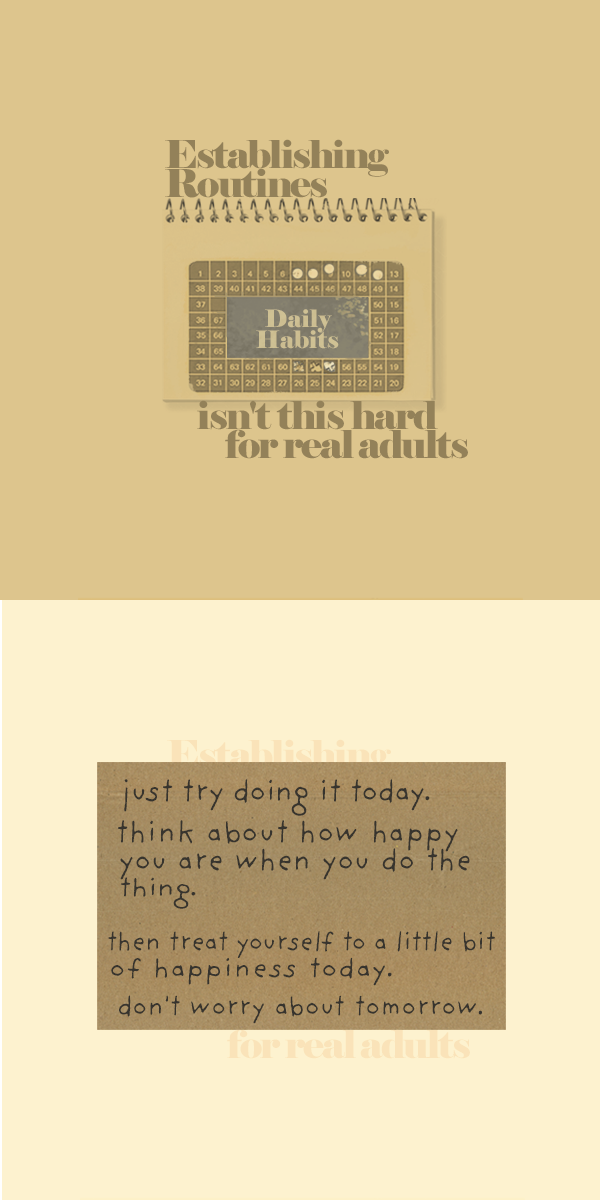 Establishing
Routines
1 2 3 4 5 6 10 13
38 39 40 41 42 43 44 45 46 47 48 49 14
37 50 15
36 67 51 16
35 66 52 17
34 65 53 18
33 64 63 62 61 60 56 55 54 19
32 31 30 29 28 27 26 25 24 23 22 21 20
Daily
Habits
isn't this hard
for real adults
Establishing
just try doing it today.
think about how happy
you are when you do the
thing.
then treat yourself to a little bit
of happiness today.
don't worry about tomorrow.
for real adults